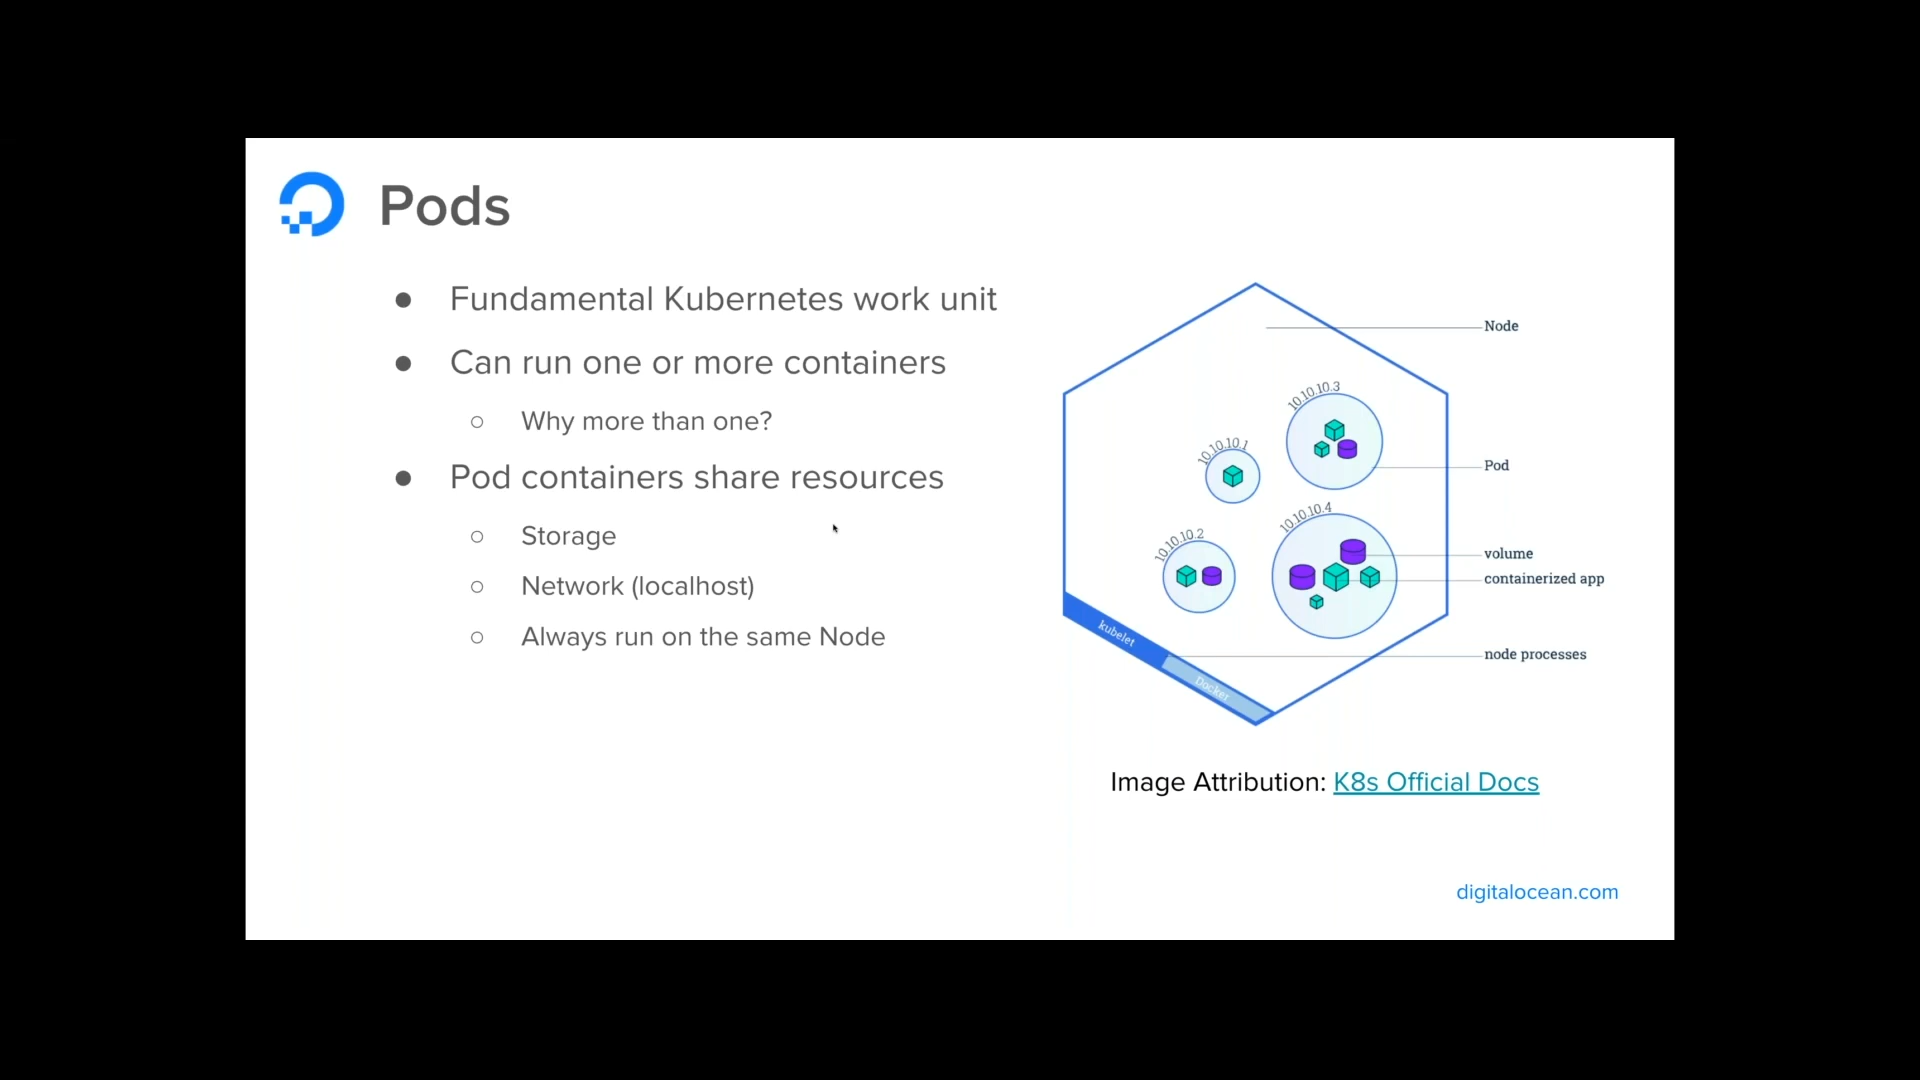 Pods
Fundamental Kubernetes work unit
Can run one or more containers
Why more than one?
Pod containers share resources
Storage
Network (localhost)
Always run on the same Node
Node
10.10.10.3
10.10.10.1
Pod
10.10.10.4
10.10.10.2
volume
containerized app
kubelet
node processes
Docker
Image Attribution: K8s Official Docs
digitalocean.com